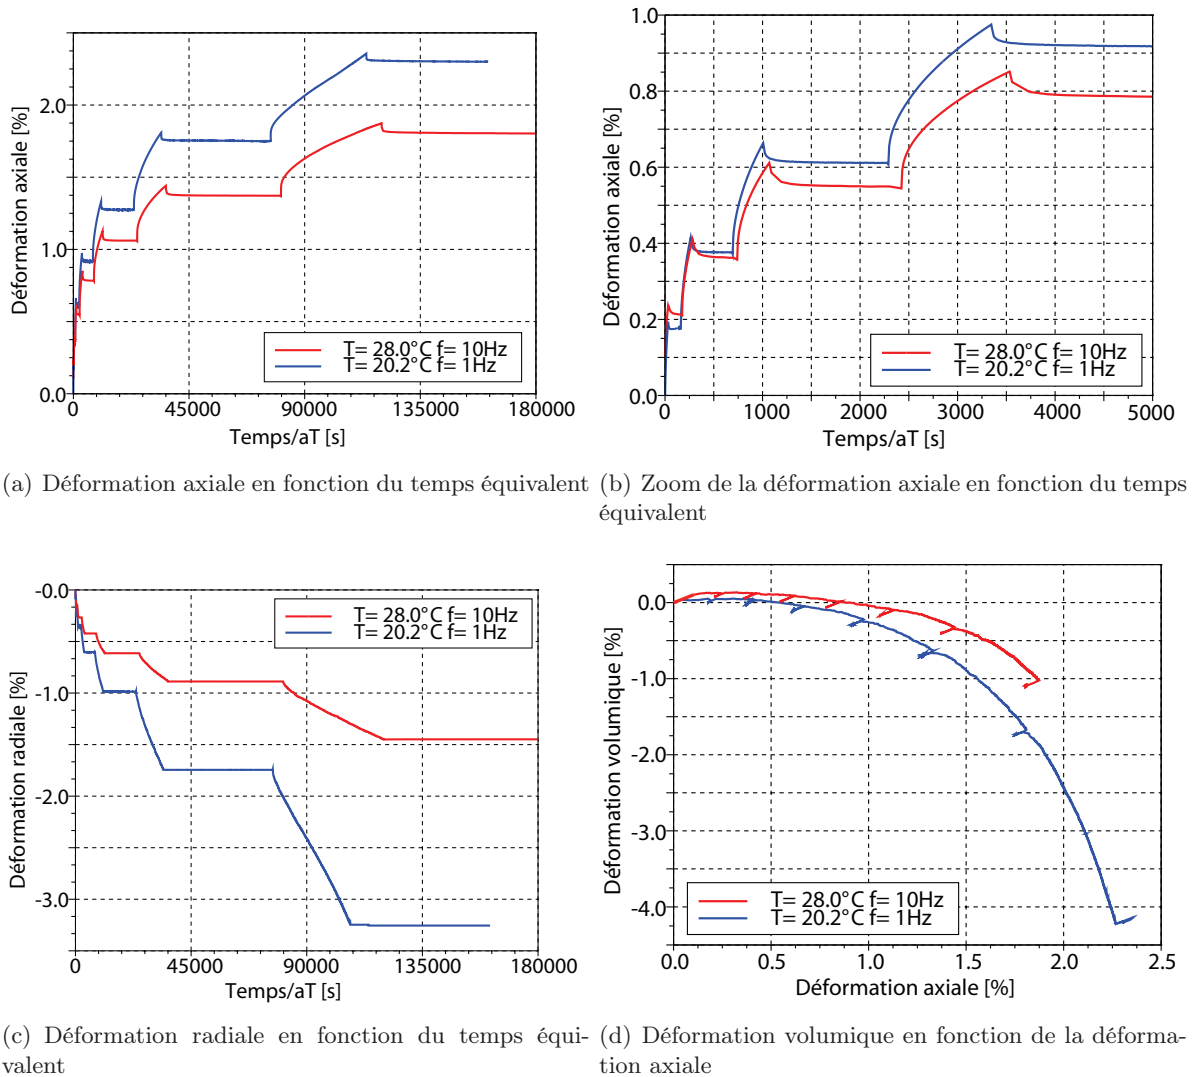 Déformation axiale [%]
2.0
1.0
0.0
T= 28.0°C f= 10Hz
T= 20.2°C f= 1Hz
0 45000 90000 135000 180000
Temps/aT [s]
(a) Déformation axiale en fonction du temps équivalent
Déformation axiale [%]
1.0
0.8
0.6
0.4
0.2
0.0
T= 28.0°C f= 10Hz
T= 20.2°C f= 1Hz
0 1000 2000 3000 4000 5000
Temps/aT [s]
(b) Zoom de la déformation axiale en fonction du temps
équivalent
Déformation radiale [%]
-0.0
-1.0
-2.0
-3.0
T= 28.0°C f= 10Hz
T= 20.2°C f= 1Hz
0 45000 90000 135000 180000
Temps/aT [s]
(c) Déformation radiale en fonction du temps équi-
valent
Déformation volumique [%]
0.0
-1.0
-2.0
-3.0
-4.0
T= 28.0°C f= 10Hz
T= 20.2°C f= 1Hz
0.0 0.5 1.0 1.5 2.0 2.5
Déformation axiale [%]
(d) Déformation volumique en fonction de la déforma-
tion axiale